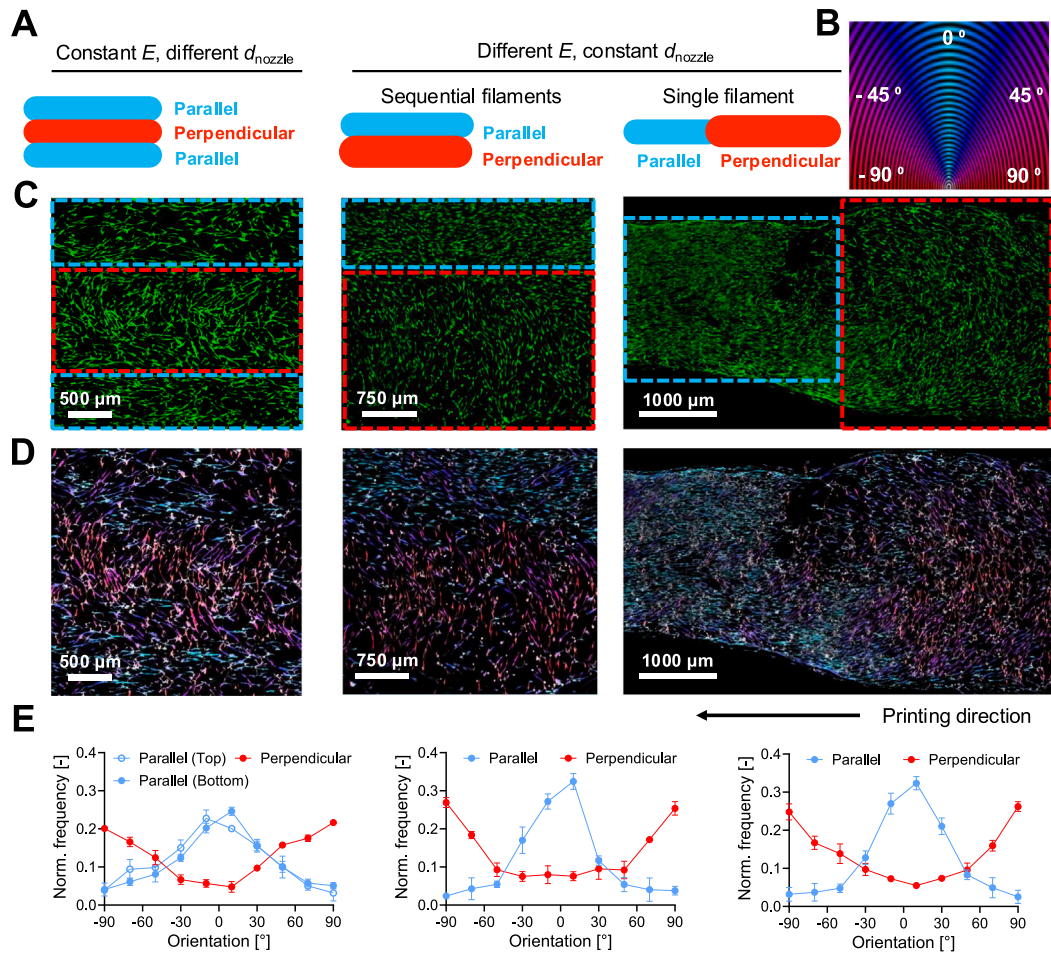 A
Constant E, different dnozzle
Parallel
Perpendicular
Parallel
Different E, constant dnozzle
Sequential filaments
Parallel
Perpendicular
Single filament
Parallel
Perpendicular
B
0 º
- 45 º
45 º
- 90 º
90 º
C
500 µm
750 µm
1000 µm
D
500 µm
750 µm
1000 µm
Printing direction
E
Norm. frequency [-]
0.4
0.3
0.2
0.1
0.0
Parallel (Top)
Perpendicular
Parallel (Bottom)
-90
-60
-30
0
30
60
90
Orientation [°]
Norm. frequency [-]
0.4
0.3
0.2
0.1
0.0
Parallel
Perpendicular
-90
-60
-30
0
30
60
90
Orientation [°]
Norm. frequency [-]
0.4
0.3
0.2
0.1
0.0
Parallel
Perpendicular
-90
-60
-30
0
30
60
90
Orientation [°]